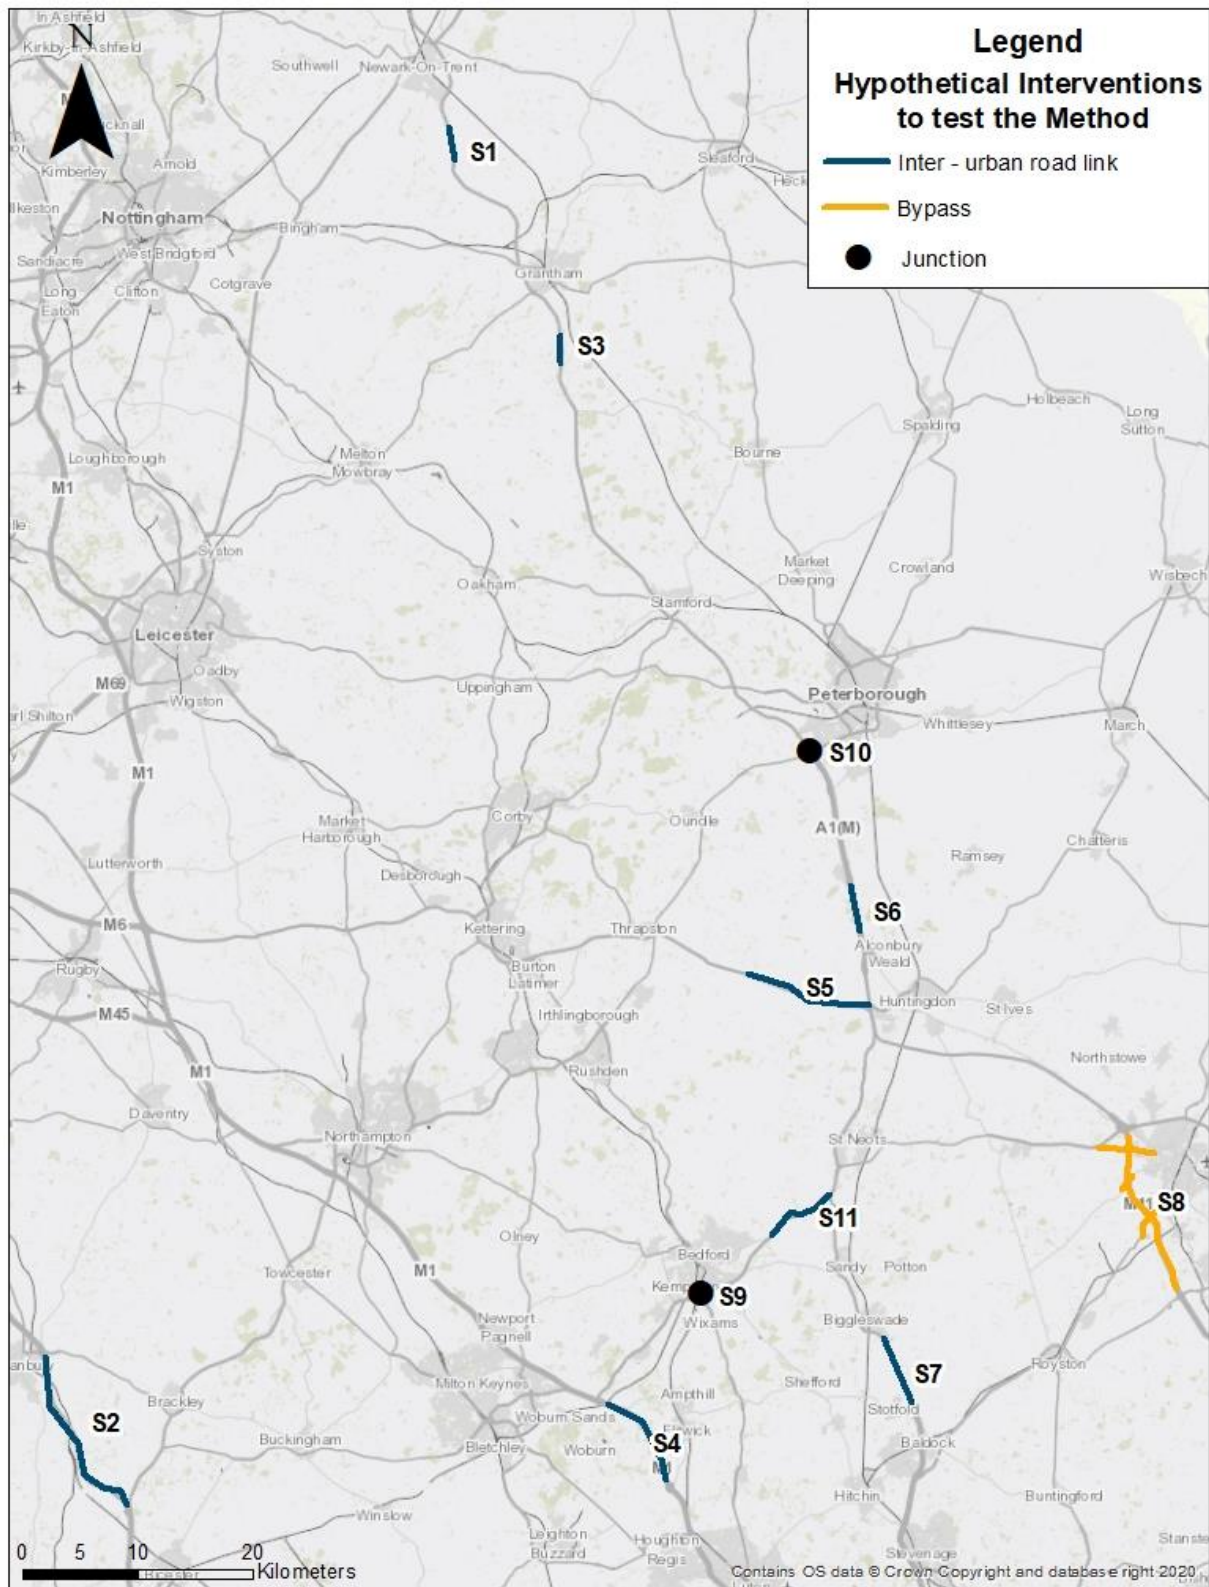 In Ashfield
N
Kirkby-in-Ashfield
Southwell
Newark-On-Trent
Legend
Hypothetical Interventions
to test the Method
Inter - urban road link
Bypass
Junction
Arnold
S1
Sleaford
Kimberley
Nottingham
Bingham
West Bridgford
Sandiacre
Grantham
Cotgrave
Long
Eaton
Clifton
S3
Holbeach
Long
Sutton
Spalding
Melton
Mowbray
Bourne
Loughborough
M1
Syston
Market
Deeping
Crowland
Wisbech
Oakham
Stamford
Leicester
Oadby
M69
Uppingham
Peterborough
Wigston
Whittlesey
March
S10
M1
Market
Harborough
Corby
Oundle
A1(M)
Chatteris
Ramsey
Lutterworth
Desborough
S6
M6
Kettering
Thrapston
Alconbury
Weald
Rugby
Burton
Latimer
S5
Huntingdon
St Ives
M45
Irthlingborough
Northstowe
M1
Rushden
Daventry
Northampton
St Neots
S8
S11
Olney
Bedford
Towcester
M1
Sandy
Potton
S9
Newport
Pagnell
Wixams
Biggleswade
Royston
S7
Milton Keynes
Ampthill
Shefford
Brackley
S2
Woburn Sands
Stotfold
Buckingham
Bletchley
Woburn
S4
Baldock
Hitchin
Buntingford
Winslow
Leighton
Buzzard
Houghton
Regis
Stevenage
0 5 10 20
Kilometers
Bicester
Contains OS data © Crown Copyright and database right 2020